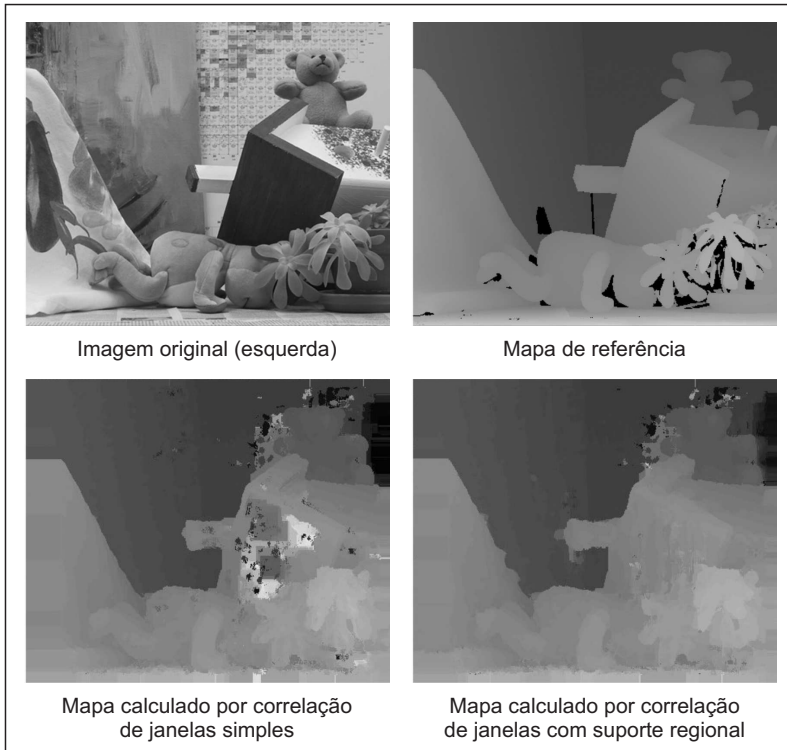 Imagem original (esquerda)
Mapa de referência
Mapa calculado por correlação
de janelas simples
Mapa calculado por correlação
de janelas com suporte regional